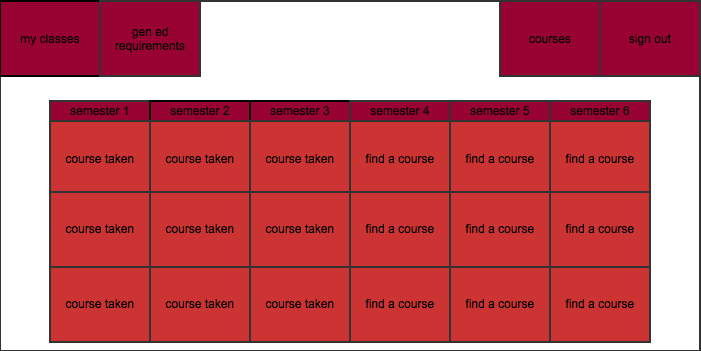 my classes
gen ed
requirements
courses
sign out
semester 1 semester 2 semester 3 semester 4 semester 5 semester 6
course taken course taken course taken find a course find a course find a course
course taken course taken course taken find a course find a course find a course
course taken course taken course taken find a course find a course find a course